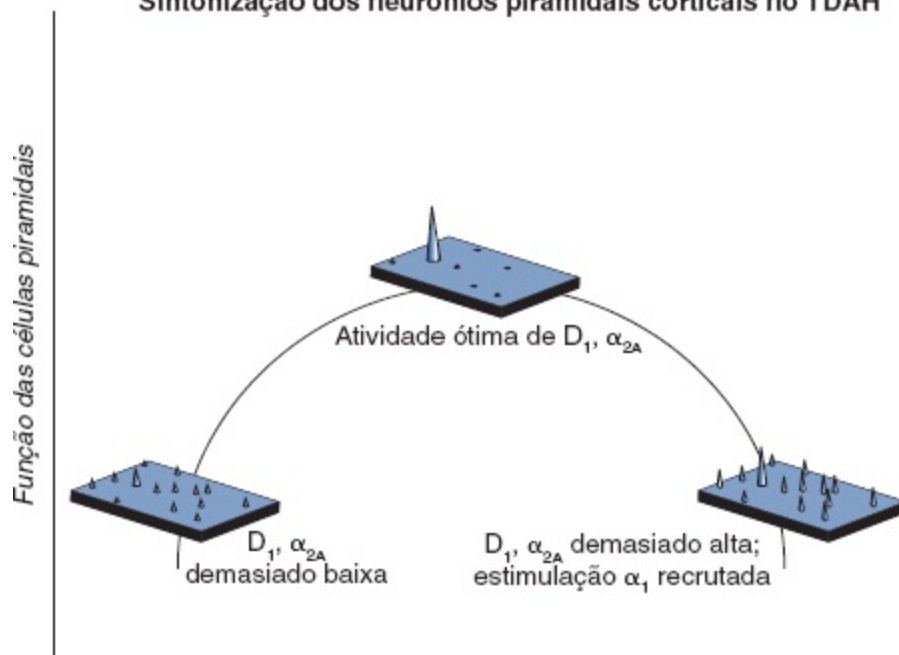 Sintonização dos neurônios piramidais corticais no TDAH
Função das células piramidais
Atividade ótima de D₁, α₂ₐ
D₁, α₂ₐ
demasiado baixa
D₁, α₂ₐ demasiado alta;
estimulação α₁ recrutada